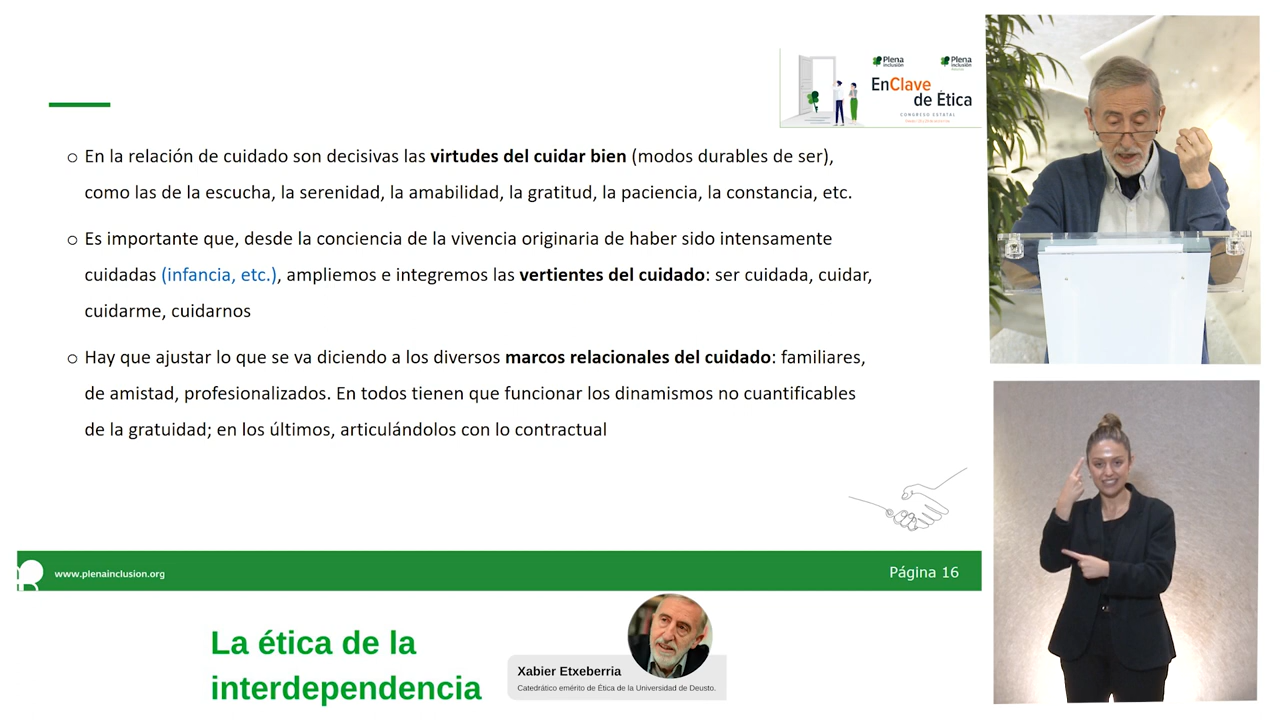 Plena inclusión
Plena inclusión
EnClave
de Ética
CONGRESO ESTATAL
o En la relación de cuidado son decisivas las virtudes del cuidar bien (modos durables de ser),
como las de la escucha, la serenidad, la amabilidad, la gratitud, la paciencia, la constancia, etc.
o Es importante que, desde la conciencia de la vivencia originaria de haber sido intensamente
cuidadas (infancia, etc.), ampliemos e integremos las vertientes del cuidado: ser cuidada, cuidar,
cuidarme, cuidarnos
o Hay que ajustar lo que se va diciendo a los diversos marcos relacionales del cuidado: familiares,
de amistad, profesionalizados. En todos tienen que funcionar los dinamismos no cuantificables
de la gratuidad; en los últimos, articulándolos con lo contractual
www.plenainclusion.org
Página 16
La ética de la
interdependencia
Xabier Etxeberria
Catedrático emérito de Ética de la Universidad de Deusto.